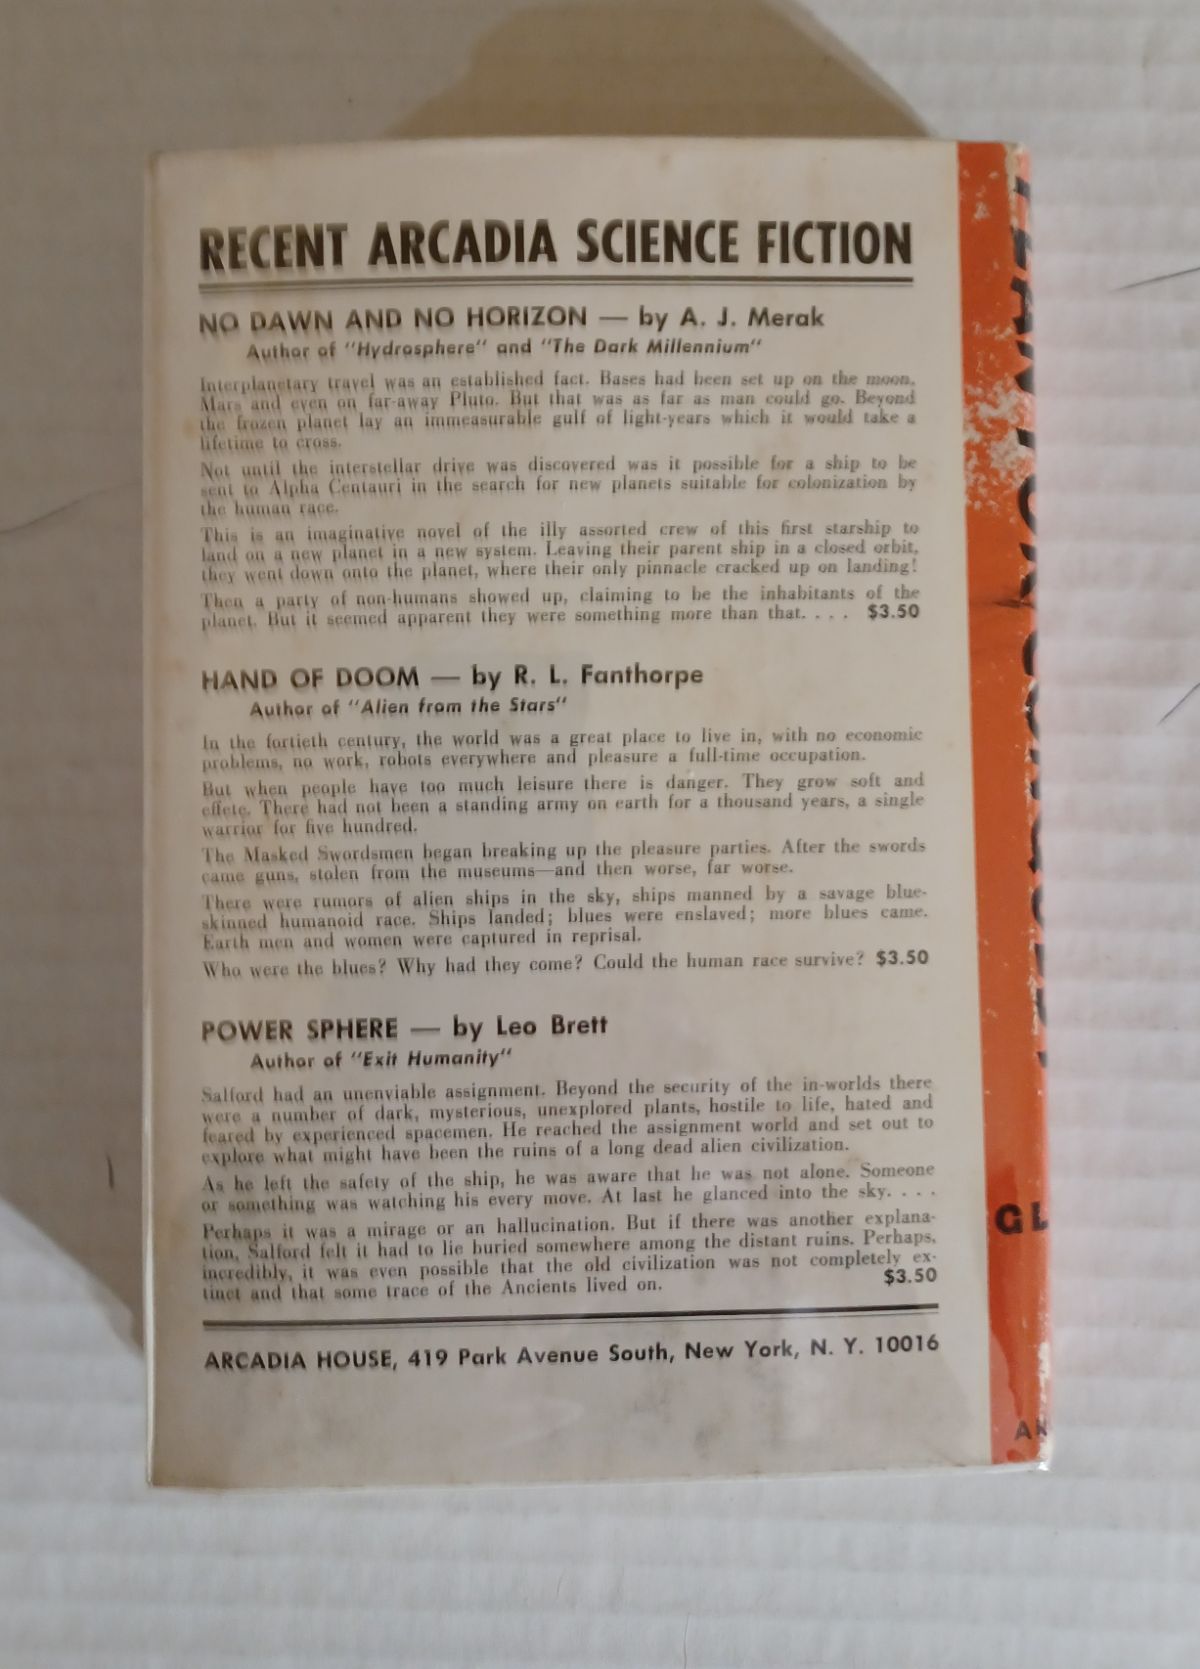 RECENT ARCADIA SCIENCE FICTION
NO DAWN AND NO HORIZON — by A. J. Merak
Author of "Hydrosphere" and "The Dark Millennium"
Interplanetary travel was an established fact. Bases had been set up on the moon,
Mars and even on far-away Pluto. But that was as far as man could go. Beyond
the frozen planet lay an immeasurable gulf of light-years which it would take a
lifetime to cross.
Not until the interstellar drive was discovered was it possible for a ship to be
sent to Alpha Centauri in the search for new planets suitable for colonization by
the human race.
This is an imaginative novel of the illy assorted crew of this first starship to
land on a new planet in a new system. Leaving their parent ship in a closed orbit,
they went down onto the planet, where their only pinnacle cracked up on landing!
Then a party of non-humans showed up, claiming to be the inhabitants of the
planet. But it seemed apparent they were something more than that. . . . $3.50
HAND OF DOOM — by R. L. Fanthorpe
Author of "Alien from the Stars"
In the fortieth century, the world was a great place to live in, with no economic
problems, no work, robots everywhere and pleasure a full-time occupation.
But when people have too much leisure there is danger. They grow soft and
effete. There had not been a standing army on earth for a thousand years, a single
warrior for five hundred.
The Masked Swordsmen began breaking up the pleasure parties. After the swords
came guns, stolen from the museums—and then worse, far worse.
There were rumors of alien ships in the sky, ships manned by a savage blue-
skinned humanoid race. Ships landed; blues were enslaved; more blues came.
Earth men and women were captured in reprisal.
Who were the blues? Why had they come? Could the human race survive? $3.50
POWER SPHERE — by Leo Brett
Author of "Exit Humanity"
Salford had an unenviable assignment. Beyond the security of the in-worlds there
were a number of dark, mysterious, unexplored plants, hostile to life, hated and
feared by experienced spacemen. He reached the assignment world and set out to
explore what might have been the ruins of a long dead alien civilization.
As he left the safety of the ship, he was aware that he was not alone. Someone
or something was watching his every move. At last he glanced into the sky. . . .
Perhaps it was a mirage or an hallucination. But if there was another explana-
tion, Salford felt it had to lie buried somewhere among the distant ruins. Perhaps,
incredibly, it was even possible that the old civilization was not completely ex-
tinct and that some trace of the Ancients lived on. $3.50
ARCADIA HOUSE, 419 Park Avenue South, New York, N. Y. 10016